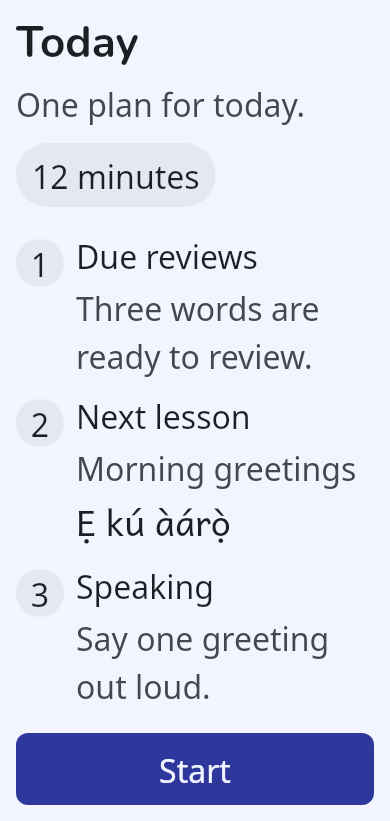 Today
One plan for today.
12 minutes
1 Due reviews
Three words are
ready to review.
2 Next lesson
Morning greetings
Ẹ kú àárọ̀
3 Speaking
Say one greeting
out loud.
Start